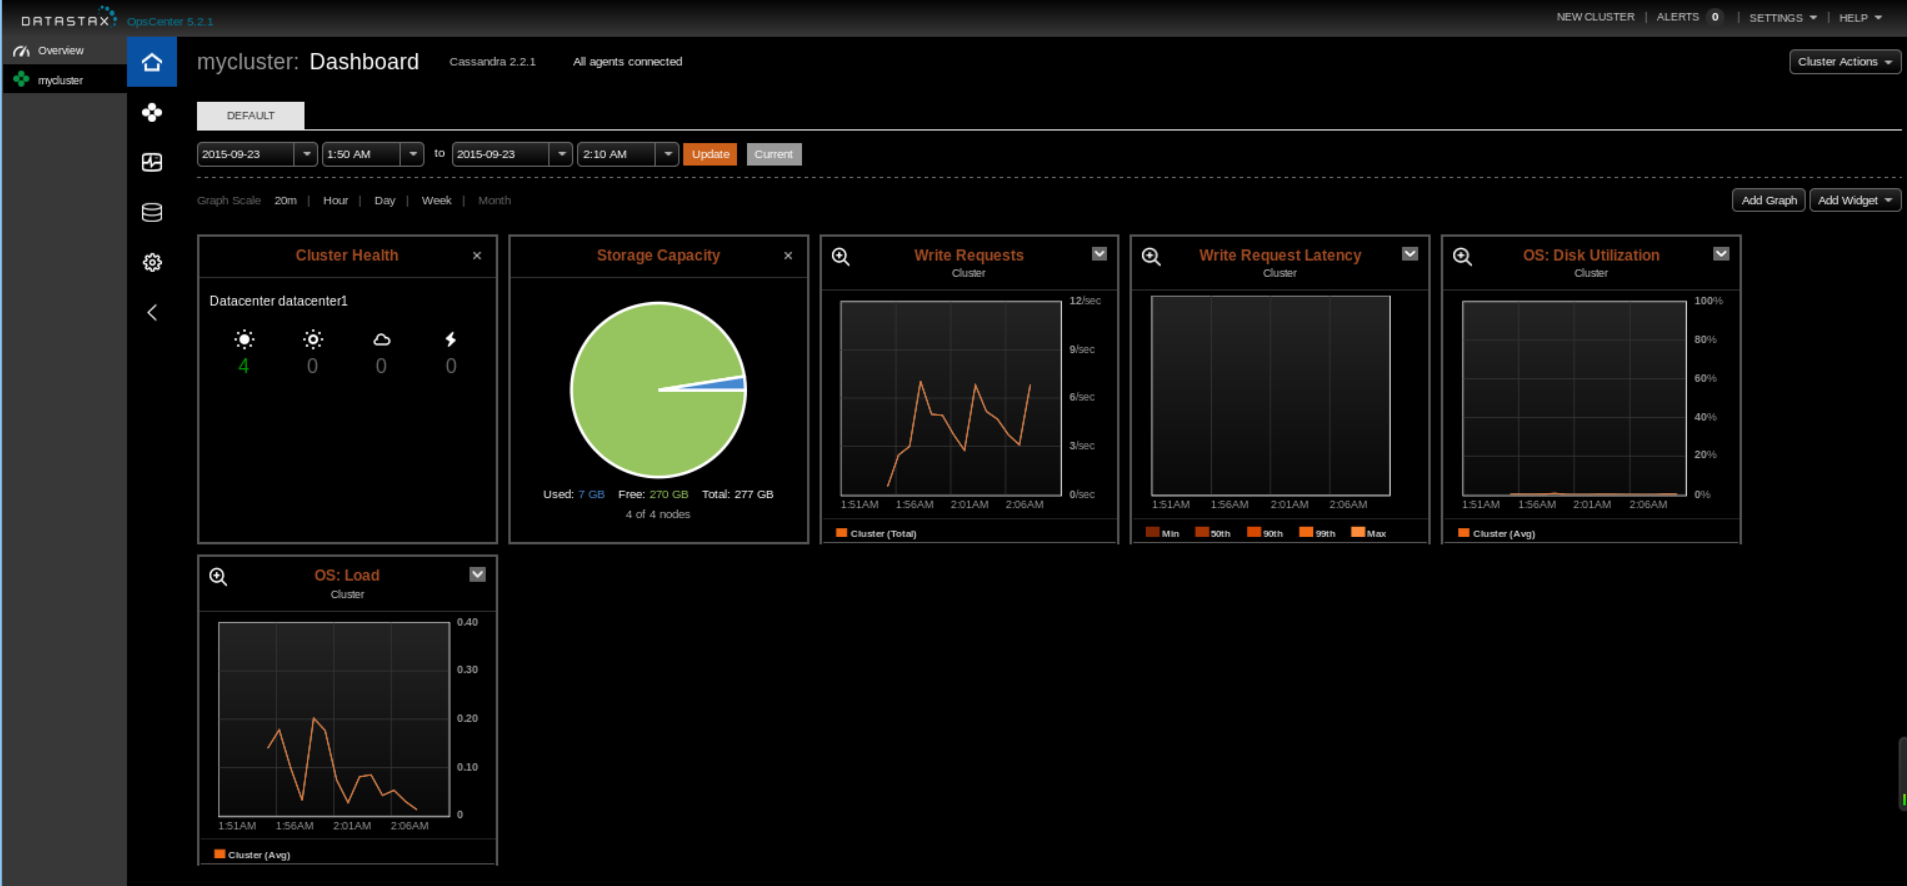 DATASTAX OpsCenter 5.2.1
NEW CLUSTER | ALERTS 0 | SETTINGS | HELP
Overview
mycluster
mycluster: Dashboard Cassandra 2.2.1 All agents connected
Cluster Actions
DEFAULT
2015-09-23 1:50 AM to 2015-09-23 2:10 AM Update Current
Graph Scale 20m | Hour | Day | Week | Month
Add Graph Add Widget
Cluster Health ×
Datacenter datacenter1
4 0 0 0
Storage Capacity ×
Used: 7 GB Free: 270 GB Total: 277 GB
4 of 4 nodes
Write Requests
Cluster
12/sec
9/sec
6/sec
3/sec
0/sec
1:51AM 1:56AM 2:01AM 2:06AM
Cluster (Total)
Write Request Latency
Cluster
1:51AM 1:56AM 2:01AM 2:06AM
Min 50th 90th 99th Max
OS: Disk Utilization
Cluster
100%
80%
60%
40%
20%
0%
1:51AM 1:56AM 2:01AM 2:06AM
Cluster (Avg)
OS: Load
Cluster
0.40
0.30
0.20
0.10
0
1:51AM 1:56AM 2:01AM 2:06AM
Cluster (Avg)